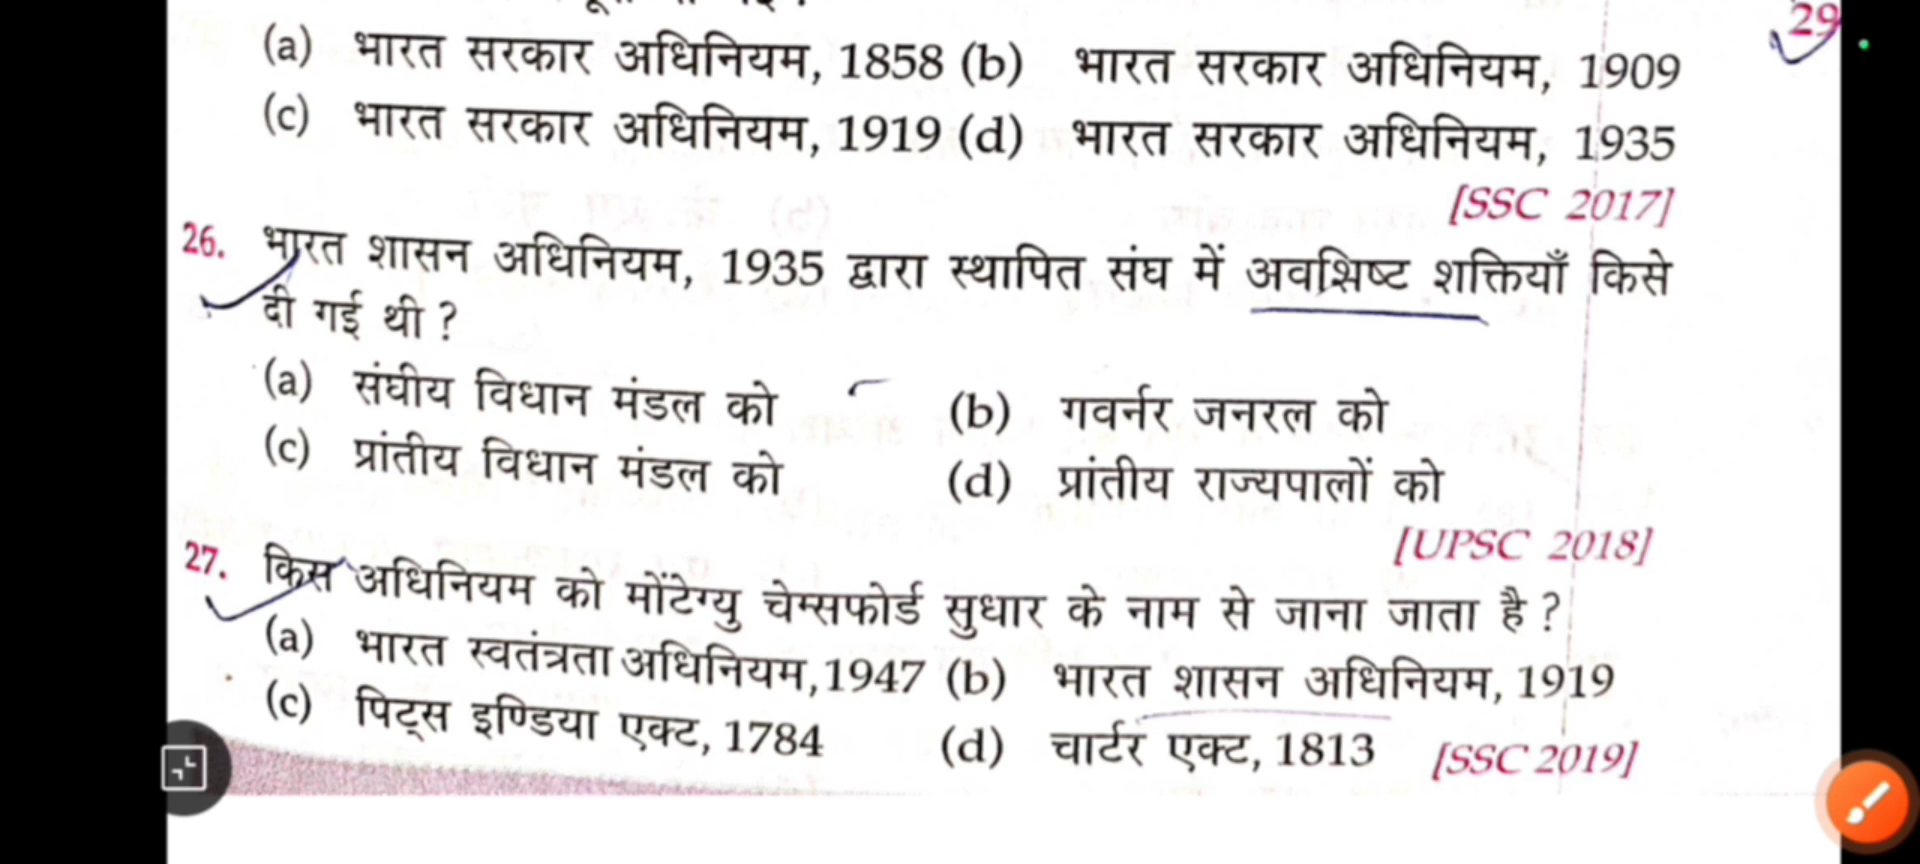 29
(a) भारत सरकार अधिनियम, 1858 (b) भारत सरकार अधिनियम, 1909
(c) भारत सरकार अधिनियम, 1919 (d) भारत सरकार अधिनियम, 1935
[SSC 2017]
26. भारत शासन अधिनियम, 1935 द्वारा स्थापित संघ में अवशिष्ट शक्तियाँ किसे
दी गई थी ?
(a) संघीय विधान मंडल को (b) गवर्नर जनरल को
(c) प्रांतीय विधान मंडल को (d) प्रांतीय राज्यपालों को
[UPSC 2018]
27. किस अधिनियम को मोंटेग्यु चेम्सफोर्ड सुधार के नाम से जाना जाता है ?
(a) भारत स्वतंत्रता अधिनियम, 1947 (b) भारत शासन अधिनियम, 1919
(c) पिट्स इण्डिया एक्ट, 1784 (d) चार्टर एक्ट, 1813 [SSC 2019]